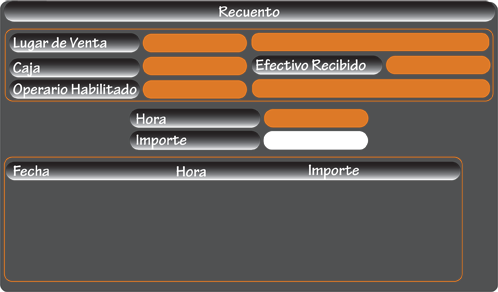 Recuento
Lugar de Venta
Caja
Efectivo Recibido
Operario Habilitado
Hora
Importe
Fecha Hora Importe